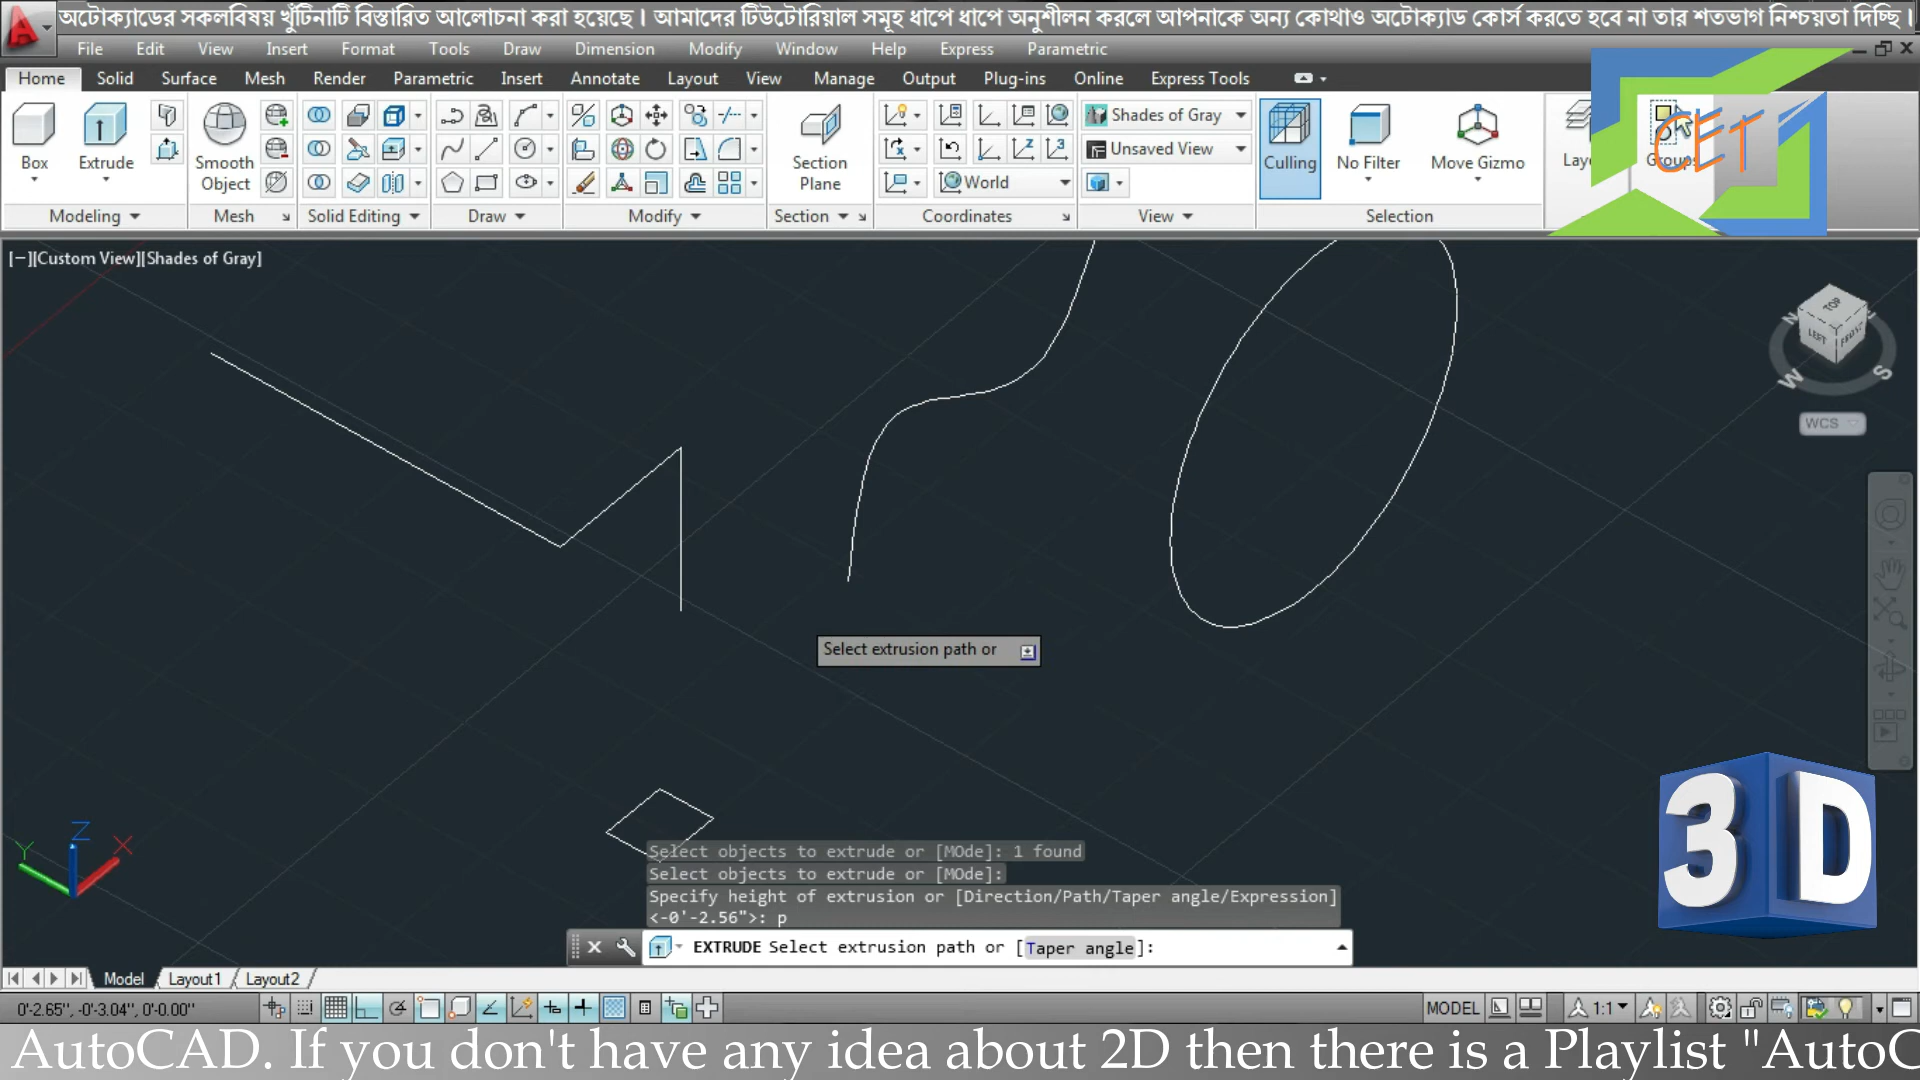 অটোক্যাডের সকলবিষয় খুঁটিনাটি বিস্তারিত আলোচনা করা হয়েছে। আমাদের টিউটোরিয়াল সমূহ ধাপে ধাপে অনুশীলন করলে আপনাকে অন্য কোথাও অটোক্যাড কোর্স করতে হবে না তার শতভাগ নিশ্চয়তা দিচ্ছি।
File Edit View Insert Format Tools Draw Dimension Modify Window Help Express Parametric
Home Solid Surface Mesh Render Parametric Insert Annotate Layout View Manage Output Plug-ins Online Express Tools
Shades of Gray
Unsaved View
World
Box Extrude Smooth Object Section Plane Culling No Filter Move Gizmo Groups
CET
Modeling Mesh Solid Editing Draw Modify Section Coordinates View Selection
[−][Custom View][Shades of Gray]
TOP
LEFT FRONT
N W S
WCS
Select extrusion path or
Z
Y X
3D
Select objects to extrude or [MOde]: 1 found
Select objects to extrude or [MOde]:
Specify height of extrusion or [Direction/Path/Taper angle/Expression]
<-0'-2.56">: p
EXTRUDE Select extrusion path or [Taper angle]:
Model Layout1 Layout2
0'-2.65", -0'-3.04", 0'-0.00" MODEL 1:1
AutoCAD. If you don't have any idea about 2D then there is a Playlist "AutoC